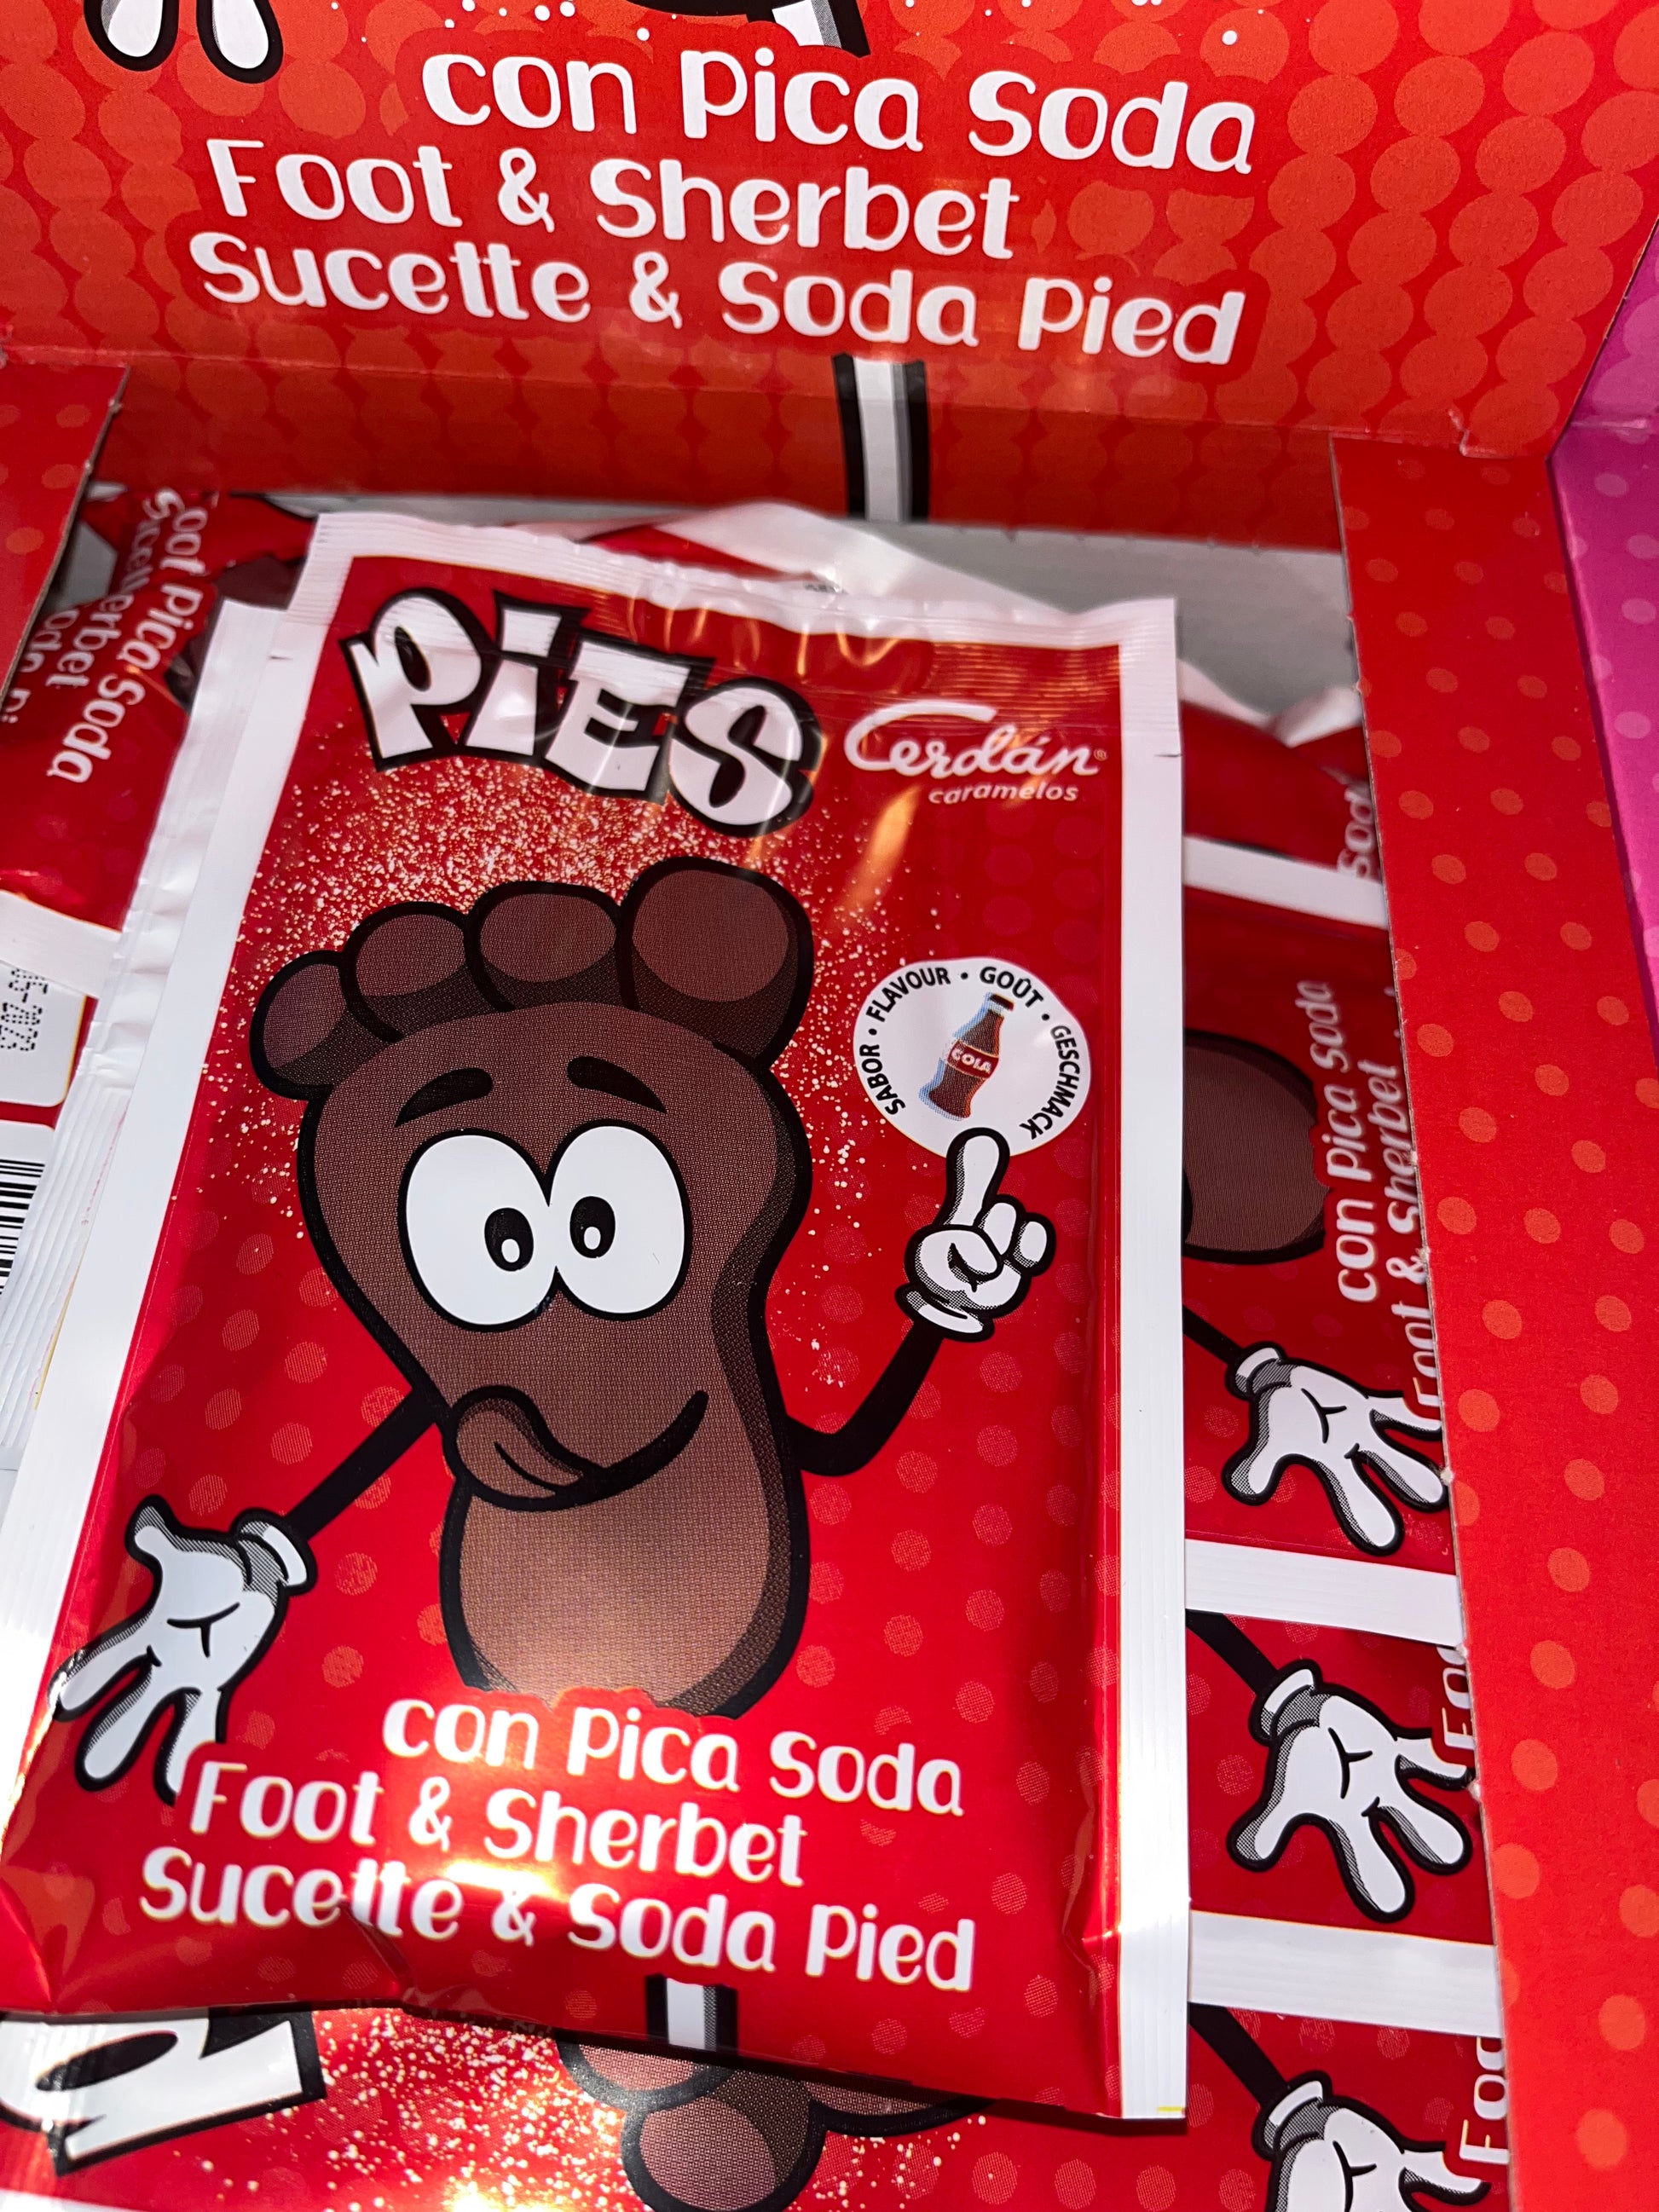 con Pica Soda
Foot & Sherbet
Sucette & Soda Pied
Foot Pica Soda
Sherbet
PiES
Cerdán®
caramelos
SABOR • FLAVOUR • GOÛT • GESCHMACK
COLA
con Pica Soda
Foot & Sherbet
Sucette & Soda Pied
Soda
con Pica Soda
Foot & Sherbet